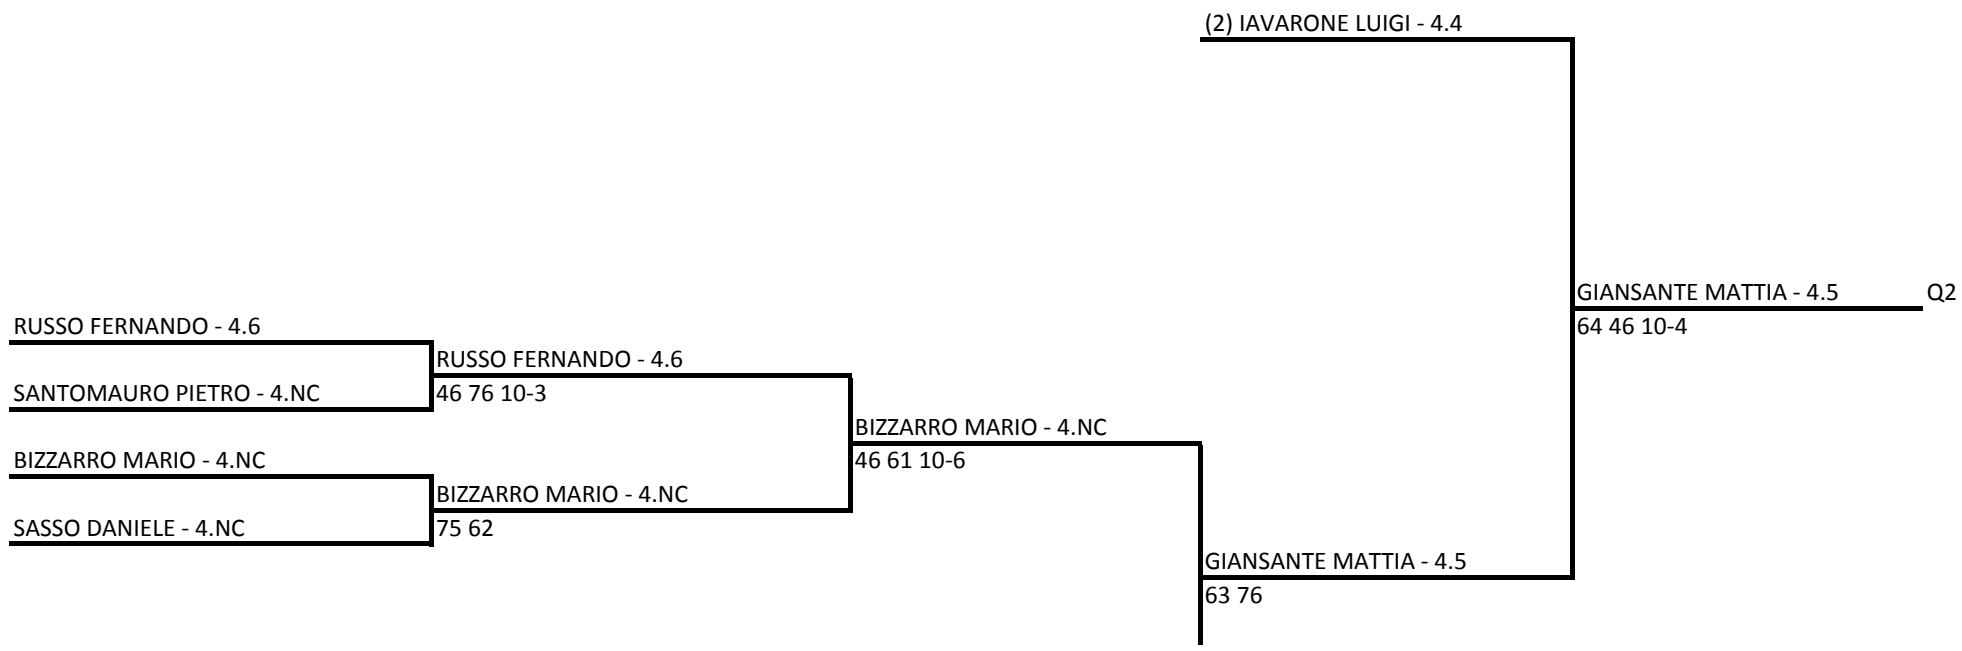 (2) IAVARONE LUIGI - 4.4
GIANSANTE MATTIA - 4.5
Q2
64 46 10-4
RUSSO FERNANDO - 4.6
RUSSO FERNANDO - 4.6
SANTOMAURO PIETRO - 4.NC
46 76 10-3
BIZZARRO MARIO - 4.NC
BIZZARRO MARIO - 4.NC
46 61 10-6
BIZZARRO MARIO - 4.NC
SASSO DANIELE - 4.NC
75 62
GIANSANTE MATTIA - 4.5
63 76